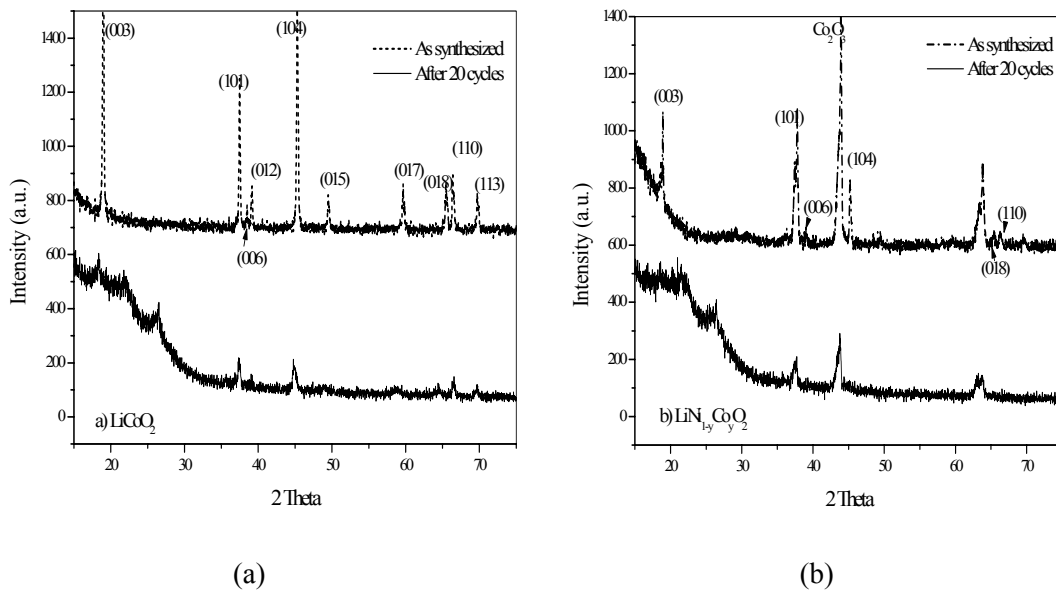 1400
1200
1000
800
600
400
200
0
Intensity (a.u.)
(003)
(101)
(012)
(006)
(104)
(015)
(017)
(018)
(110)
(113)
As synthesized
After 20 cycles
a) LiCoO2
20 30 40 50 60 70
2 Theta
(a)
1400
1200
1000
800
600
400
200
0
Intensity (a.u.)
Co2O3
(003)
(101)
(006)
(104)
(110)
(018)
As synthesized
After 20 cycles
b) LiNi1-yCoyO2
20 30 40 50 60 70
2 Theta
(b)